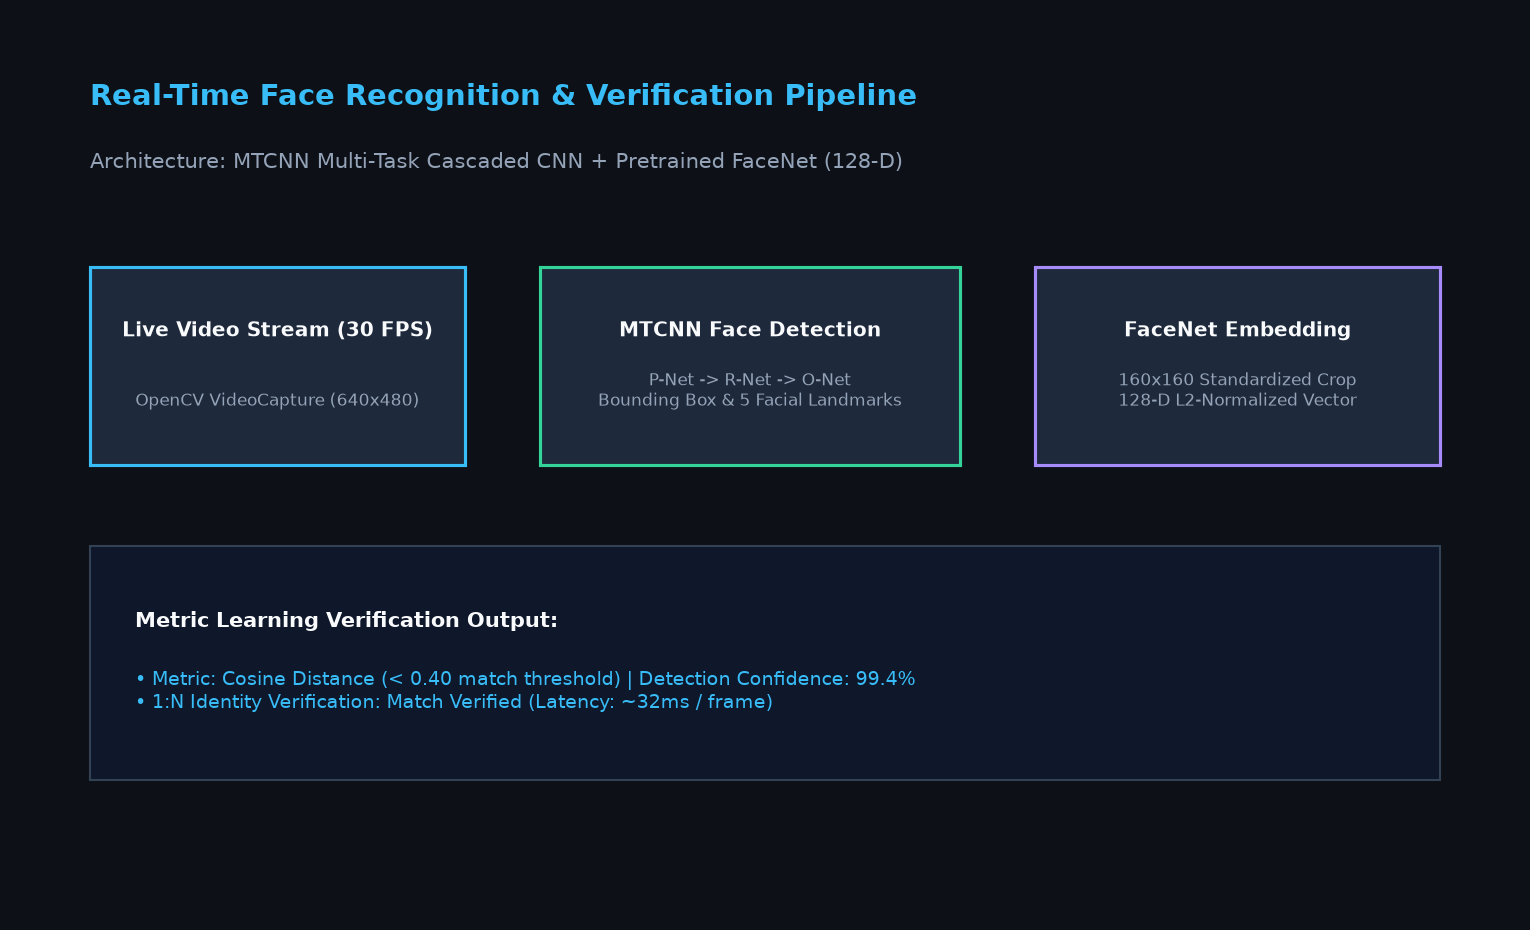 Real-Time Face Recognition & Verification Pipeline
Architecture: MTCNN Multi-Task Cascaded CNN + Pretrained FaceNet (128-D)
Live Video Stream (30 FPS)
OpenCV VideoCapture (640x480)
MTCNN Face Detection
P-Net -> R-Net -> O-Net
Bounding Box & 5 Facial Landmarks
FaceNet Embedding
160x160 Standardized Crop
128-D L2-Normalized Vector
Metric Learning Verification Output:
• Metric: Cosine Distance (< 0.40 match threshold) | Detection Confidence: 99.4%
• 1:N Identity Verification: Match Verified (Latency: ~32ms / frame)